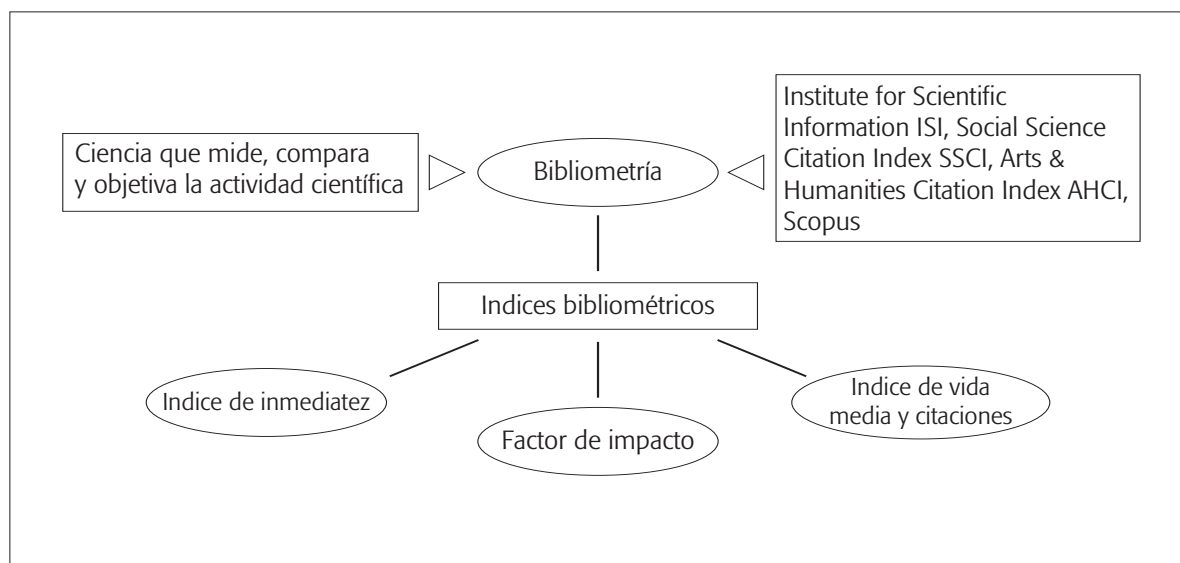 Ciencia que mide, compara
y objetiva la actividad científica
Bibliometría
Institute for Scientific
Information ISI, Social Science
Citation Index SSCI, Arts &
Humanities Citation Index AHCI,
Scopus
Indices bibliométricos
Indice de inmediatez
Factor de impacto
Indice de vida
media y citaciones